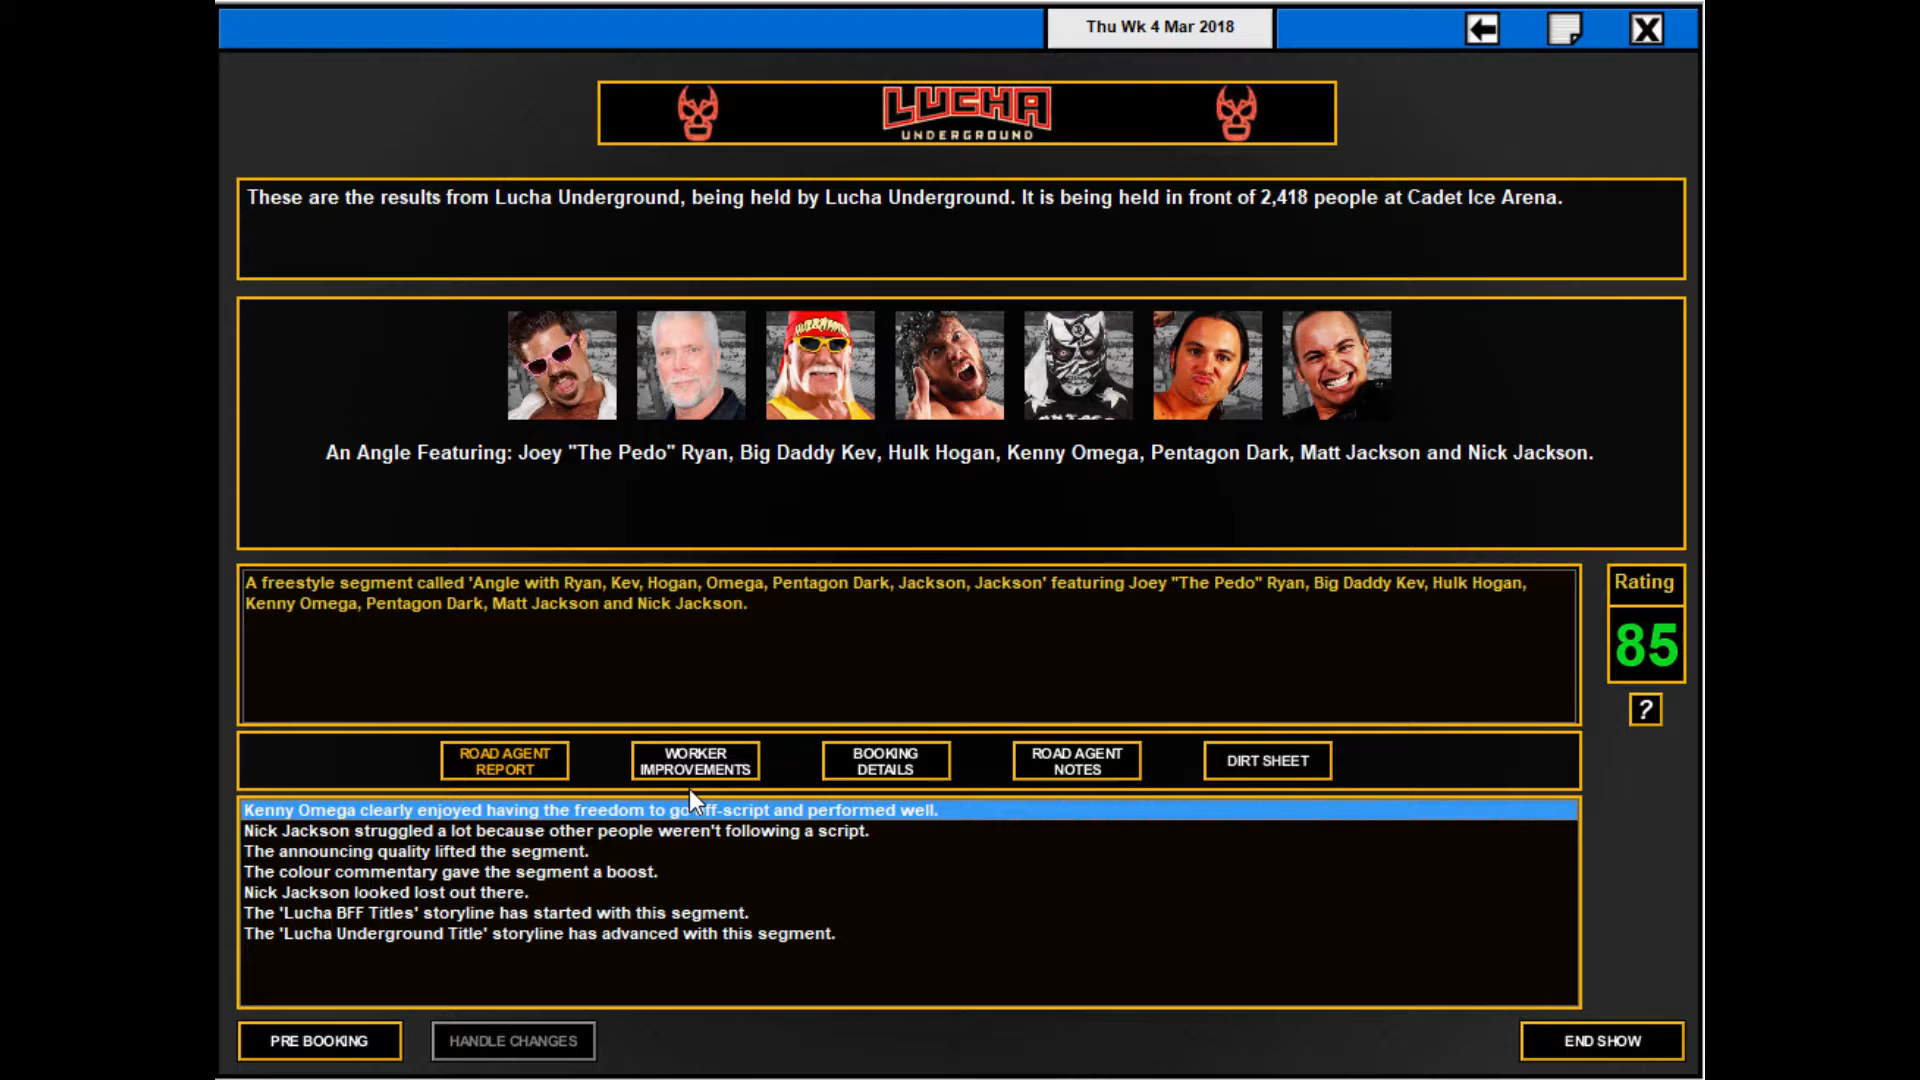 Thu Wk 4 Mar 2018
LUCHA
UNDERGROUND
These are the results from Lucha Underground, being held by Lucha Underground. It is being held in front of 2,418 people at Cadet Ice Arena.
An Angle Featuring: Joey "The Pedo" Ryan, Big Daddy Kev, Hulk Hogan, Kenny Omega, Pentagon Dark, Matt Jackson and Nick Jackson.
A freestyle segment called 'Angle with Ryan, Kev, Hogan, Omega, Pentagon Dark, Jackson, Jackson' featuring Joey "The Pedo" Ryan, Big Daddy Kev, Hulk Hogan,
Kenny Omega, Pentagon Dark, Matt Jackson and Nick Jackson.
Rating
85
?
ROAD AGENT
REPORT
WORKER
IMPROVEMENTS
BOOKING
DETAILS
ROAD AGENT
NOTES
DIRT SHEET
Kenny Omega clearly enjoyed having the freedom to go off-script and performed well.
Nick Jackson struggled a lot because other people weren't following a script.
The announcing quality lifted the segment.
The colour commentary gave the segment a boost.
Nick Jackson looked lost out there.
The 'Lucha BFF Titles' storyline has started with this segment.
The 'Lucha Underground Title' storyline has advanced with this segment.
PRE BOOKING
HANDLE CHANGES
END SHOW